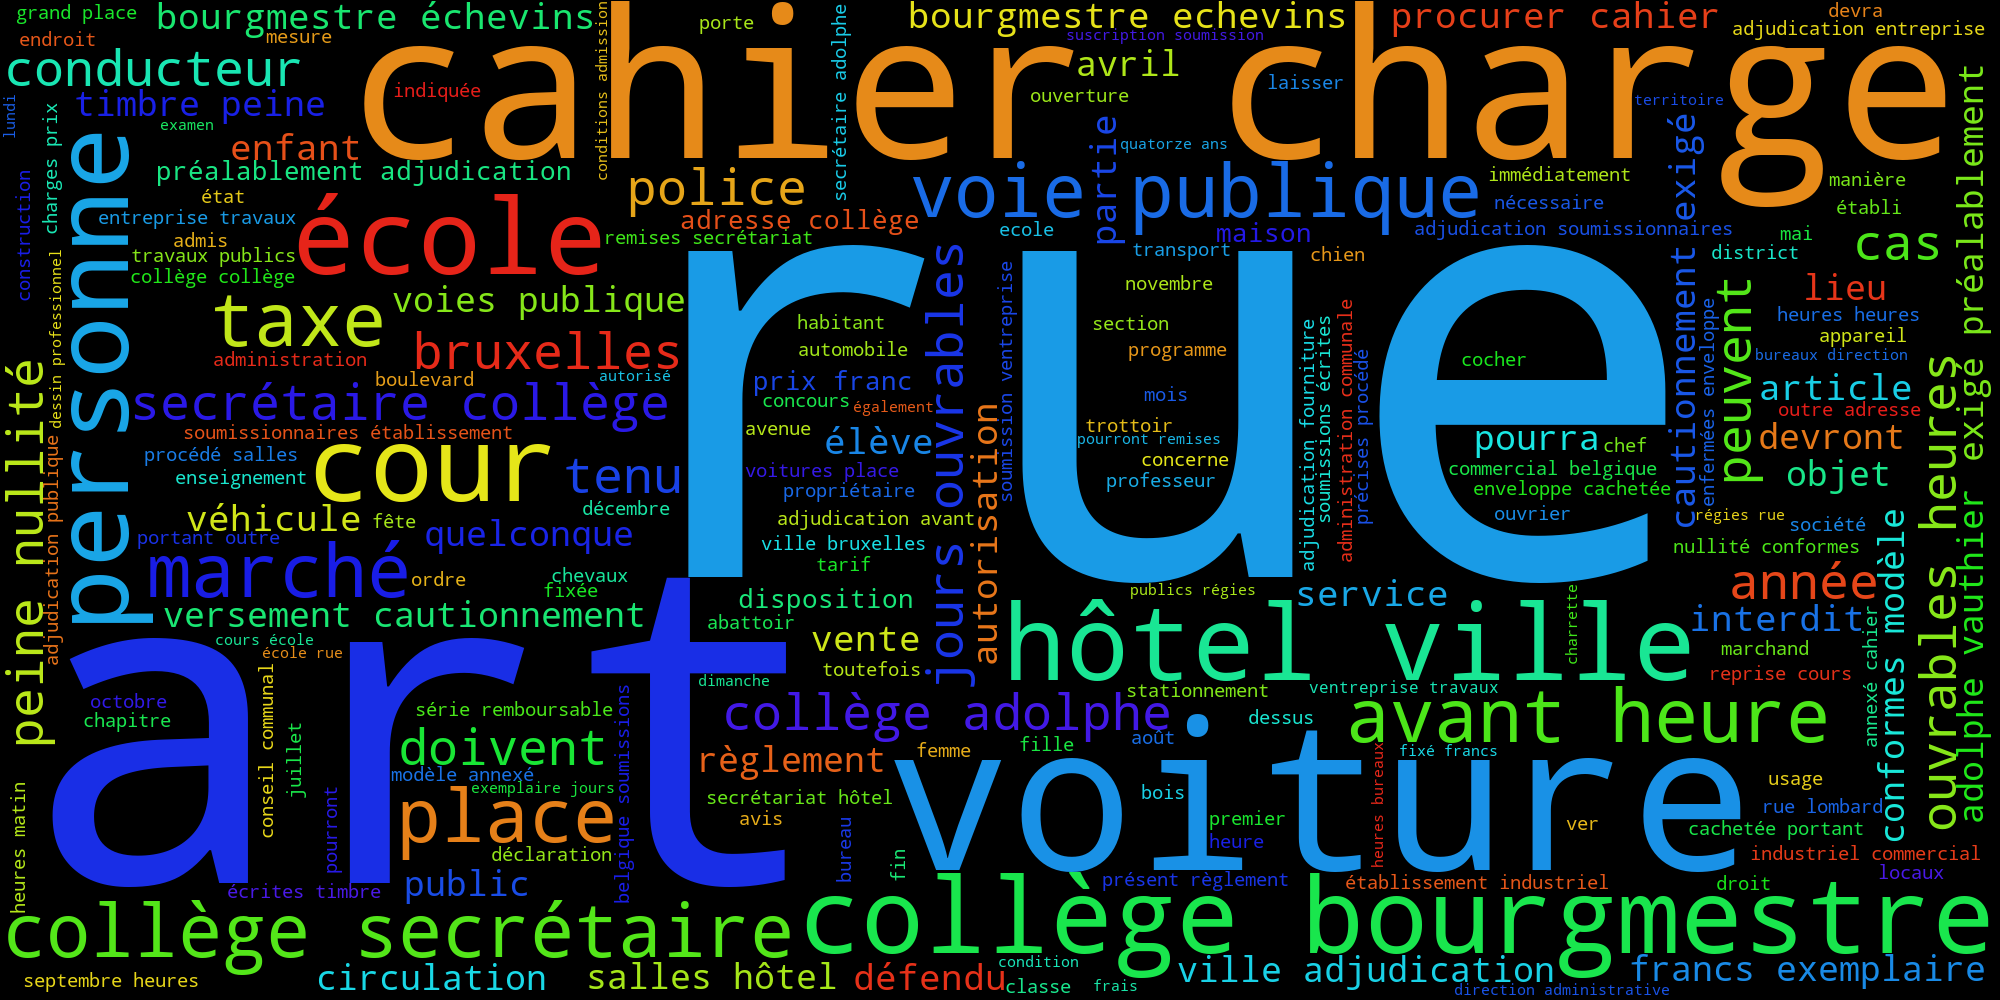 grand place
bourgmestre échevins
cahier charge
porte
bourgmestre echevins
procurer cahier
devra
adjudication entreprise
endroit
mesure
conditions admission
secrétaire adolphe
suscription soumission
conducteur
avril
indiquée
ouverture
laisser
territoire
lundi
timbre peine
examen
charges prix
personne
enfant
préalablement adjudication
partie
quatorze ans
exigé
préalablement
construction
état
police
voie publique
immédiatement
nécessaire
manière
établi
entreprise travaux
école
adresse collège
ecole
maison
adjudication soumissionnaires
admis
remises secrétariat
mai
cas
travaux publics
transport
chien
district
collège collège
rue
dessin professionnel
taxe
voies publique
jours ouvrables
soumission ventreprise
novembre
cautionnement
peuvent
lieu
heures heures
habitant
section
appareil
automobile
programme
administration
bruxelles
bureaux direction
boulevard
autorisé
prix franc
cocher
secrétaire collège
concours
également
mois
article
outre adresse
adjudication fourniture
soumissions écrites
administration communale
précises procédé
enfermées enveloppe
exigé
ouvrables heures
peine nullité
adjudication publique
soumissionnaires établissement
avenue
trottoir
pourront remises
élève
pourra
chef
devront
procédé salles
cour
concerne
autorisation
enseignement
tenu
voitures place
professeur
commercial belgique
objet
propriétaire
enveloppe cachetée
véhicule
fête
décembre
adjudication avant
ouvrier
régies rue
société
portant outre
quelconque
ville bruxelles
nullité conformes
marché
ordre
chevaux
fixée
tarif
année
publics régies
service
versement cautionnement
disposition
abattoir
hôtel ville
charrette
interdit
conformes modèle
adolphe vauthier
annexé cahier
cours école
école rue
art
vente
marchand
toutefois
reprise cours
dimanche
octobre
chapitre
conseil communal
juillet
série remboursable
belgique soumissions
collège adolphe
stationnement
ventreprise travaux
dessus
avant heure
doivent
août
fille
femme
fixé francs
règlement
voiture
heures bureaux
modèle annexé
exemplaire jours
usage
heures matin
pourront
place
secrétariat hôtel
bois
rue lombard
avis
premier
ver
cachetée portant
heure
déclaration
bureau
fin
industriel commercial
écrites timbre
public
présent règlement
établissement industriel
droit
locaux
collège secrétaire
collège bourgmestre
septembre heures
circulation
salles hôtel
défendu
condition
classe
frais
ville adjudication
direction administrative
francs exemplaire